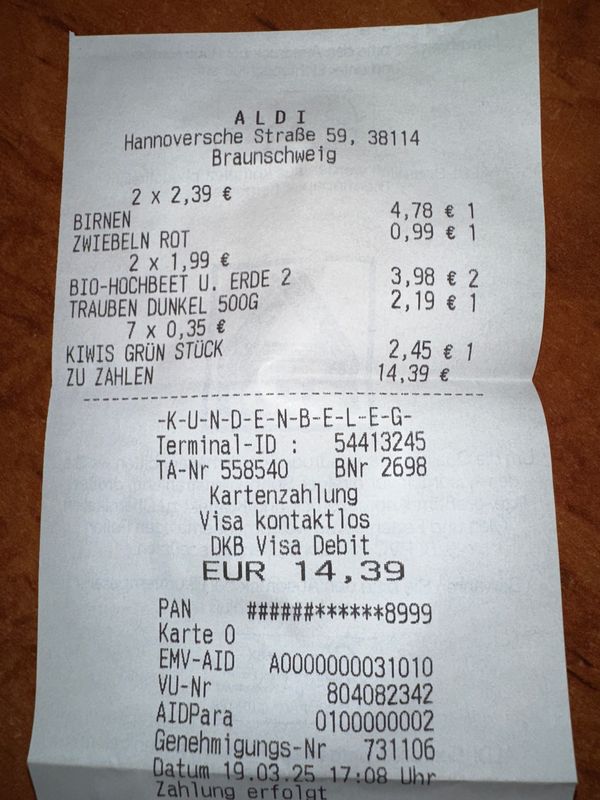 A L D I
Hannoversche Straße 59, 38114
Braunschweig
2 x 2,39 €
BIRNEN 4,78 € 1
ZWIEBELN ROT 0,99 € 1
2 x 1,99 €
BIO-HOCHBEET U. ERDE 2 3,98 € 2
TRAUBEN DUNKEL 500G 2,19 € 1
7 x 0,35 €
KIWIS GRÜN STÜCK 2,45 € 1
ZU ZAHLEN 14,39 €
-K-U-N-D-E-N-B-E-L-E-G-
Terminal-ID : 54413245
TA-Nr 558540 BNr 2698
Kartenzahlung
Visa kontaktlos
DKB Visa Debit
EUR 14,39
PAN ######******8999
Karte 0
EMV-AID A0000000031010
VU-Nr 804082342
AIDPara 0100000002
Genehmigungs-Nr 731106
Datum 19.03.25 17:08 Uhr
Zahlung erfolgt